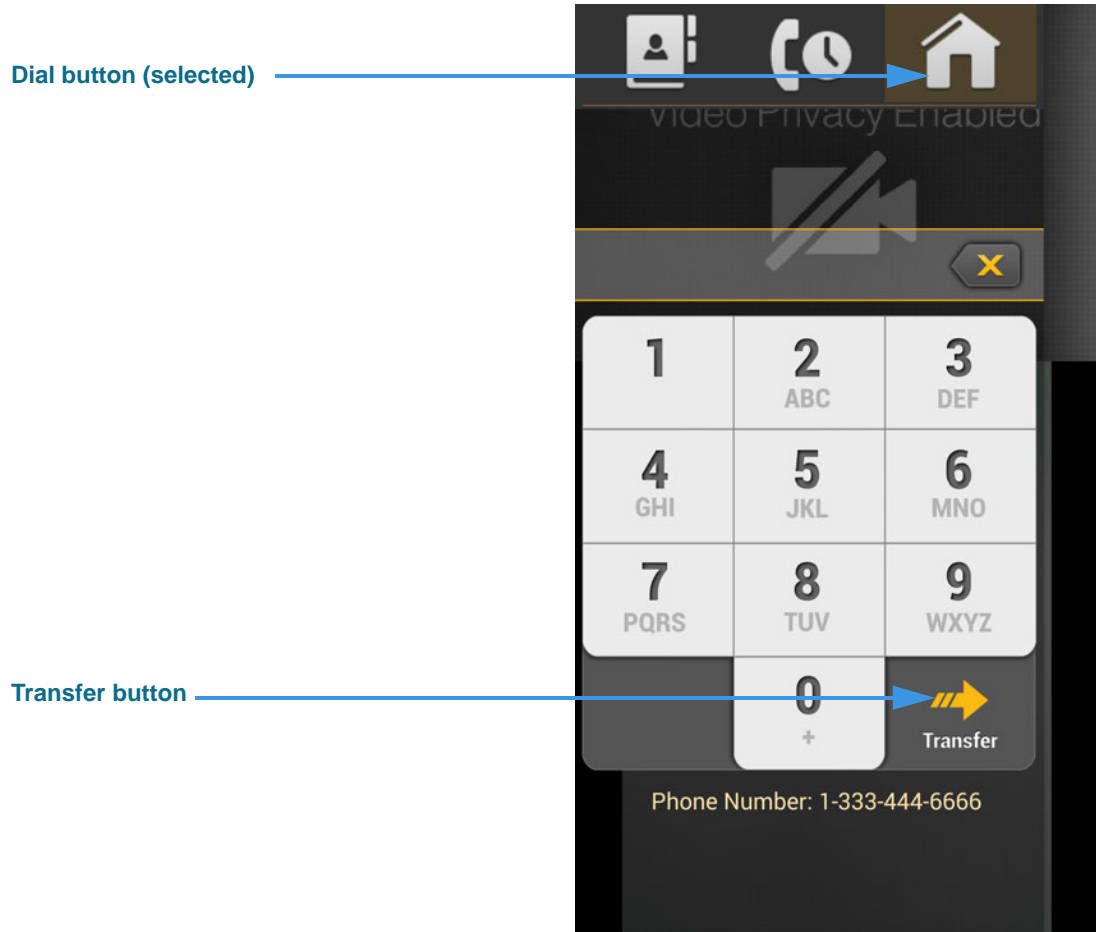 Dial button (selected)
Video Privacy Enabled
X
1
2
ABC
3
DEF
4
GHI
5
JKL
6
MNO
7
PQRS
8
TUV
9
WXYZ
Transfer button
0
+
Transfer
Phone Number: 1-333-444-6666